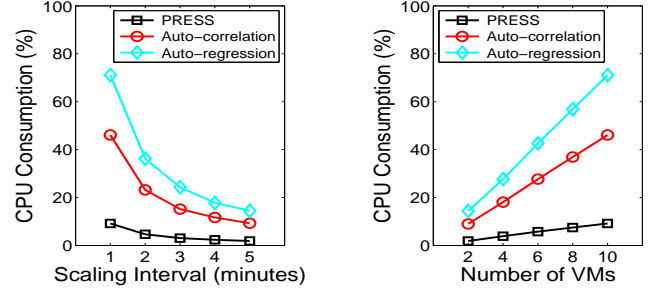 CPU Consumption (%)
100
80
60
40
20
0
PRESS
Auto-correlation
Auto-regression
1 2 3 4 5
Scaling Interval (minutes)
CPU Consumption (%)
100
80
60
40
20
0
PRESS
Auto-correlation
Auto-regression
2 4 6 8 10
Number of VMs